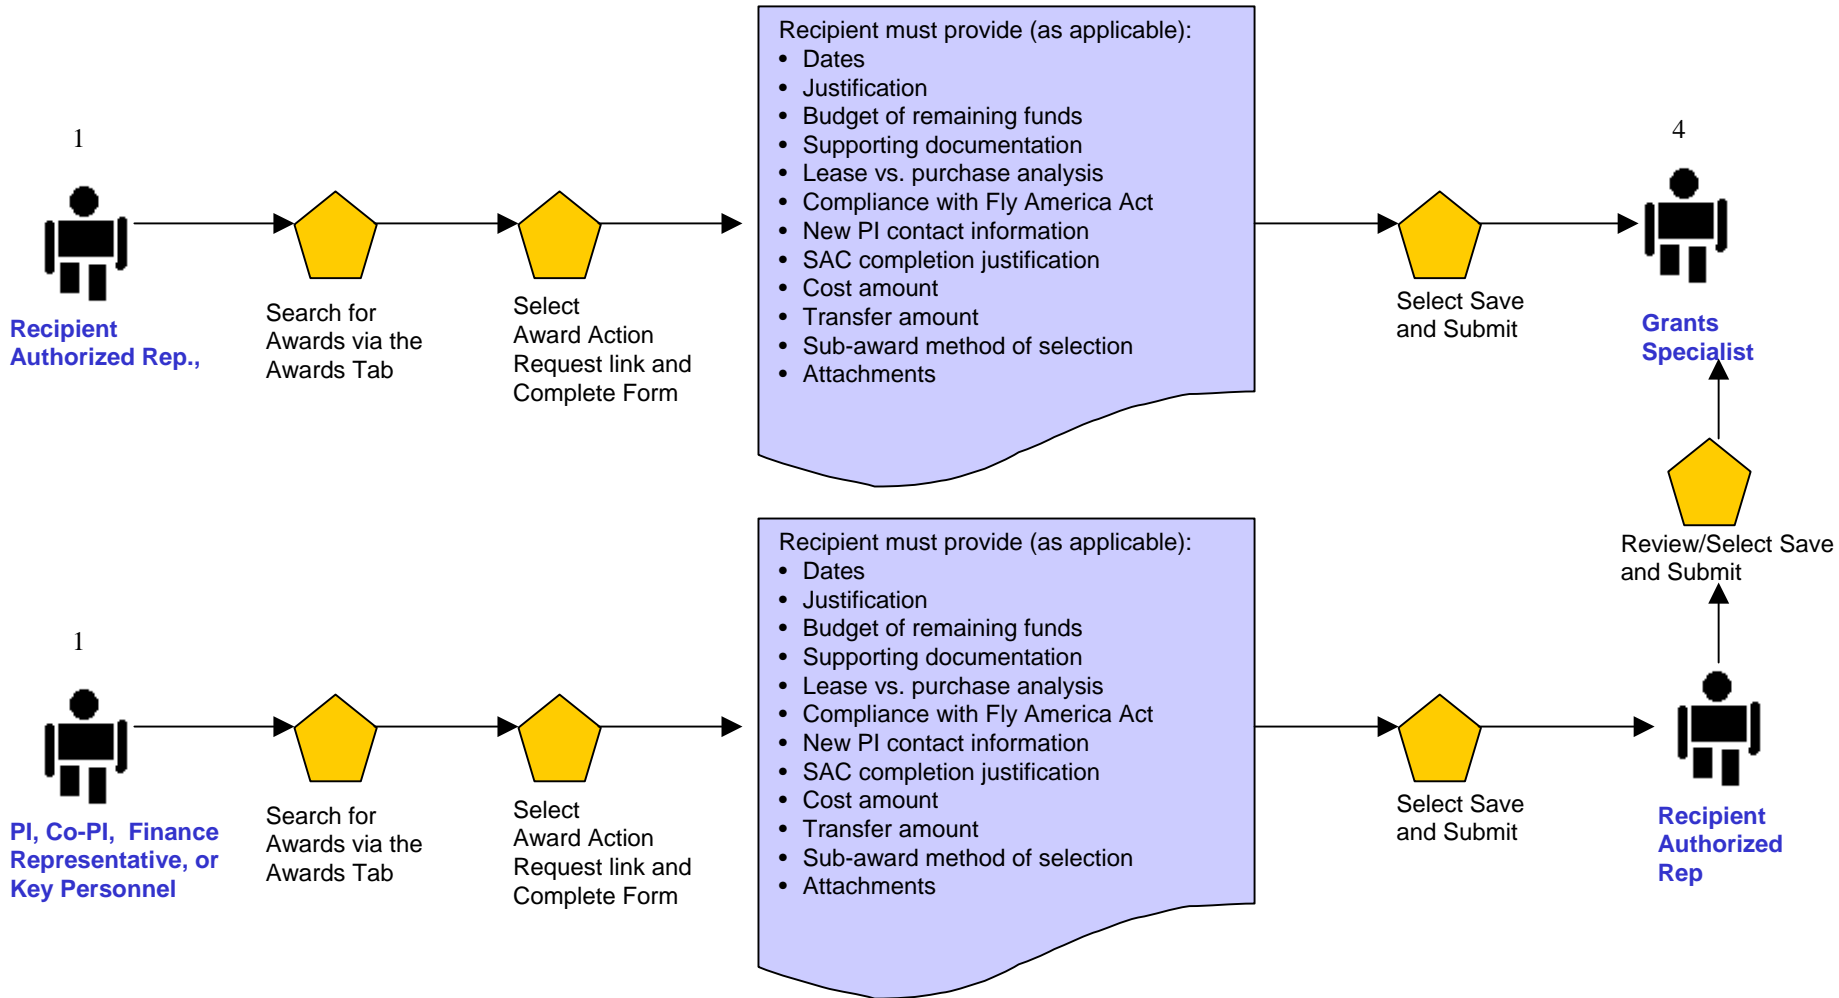 1
Recipient
Authorized Rep.,
Search for
Awards via the
Awards Tab
Select
Award Action
Request link and
Complete Form
Recipient must provide (as applicable):
• Dates
• Justification
• Budget of remaining funds
• Supporting documentation
• Lease vs. purchase analysis
• Compliance with Fly America Act
• New PI contact information
• SAC completion justification
• Cost amount
• Transfer amount
• Sub-award method of selection
• Attachments
Select Save
and Submit
4
Grants
Specialist
Review/Select Save
and Submit
1
PI, Co-PI,  Finance
Representative, or
Key Personnel
Search for
Awards via the
Awards Tab
Select
Award Action
Request link and
Complete Form
Recipient must provide (as applicable):
• Dates
• Justification
• Budget of remaining funds
• Supporting documentation
• Lease vs. purchase analysis
• Compliance with Fly America Act
• New PI contact information
• SAC completion justification
• Cost amount
• Transfer amount
• Sub-award method of selection
• Attachments
Select Save
and Submit
Recipient
Authorized
Rep